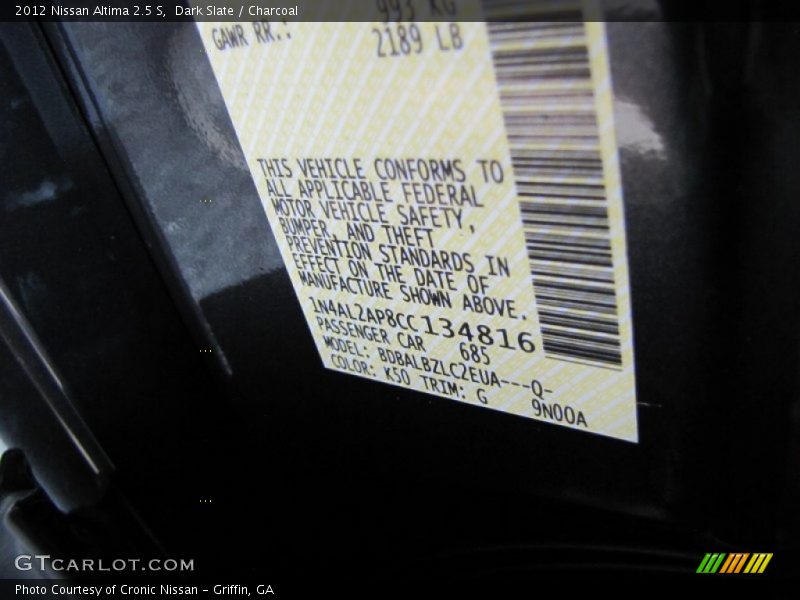 2012 Nissan Altima 2.5 S,  Dark Slate / Charcoal
993 KG
GAWR RR.:
2189 LB
THIS VEHICLE CONFORMS TO
ALL APPLICABLE FEDERAL
MOTOR VEHICLE SAFETY,
BUMPER, AND THEFT
PREVENTION STANDARDS IN
EFFECT ON THE DATE OF
MANUFACTURE SHOWN ABOVE.
1N4AL2AP8CC134816
PASSENGER CAR 685
MODEL: BDBALBZLC2EUA---Q-
COLOR: K50 TRIM: G 9N00A
GTCARLOT.COM
Photo Courtesy of Cronic Nissan – Griffin, GA